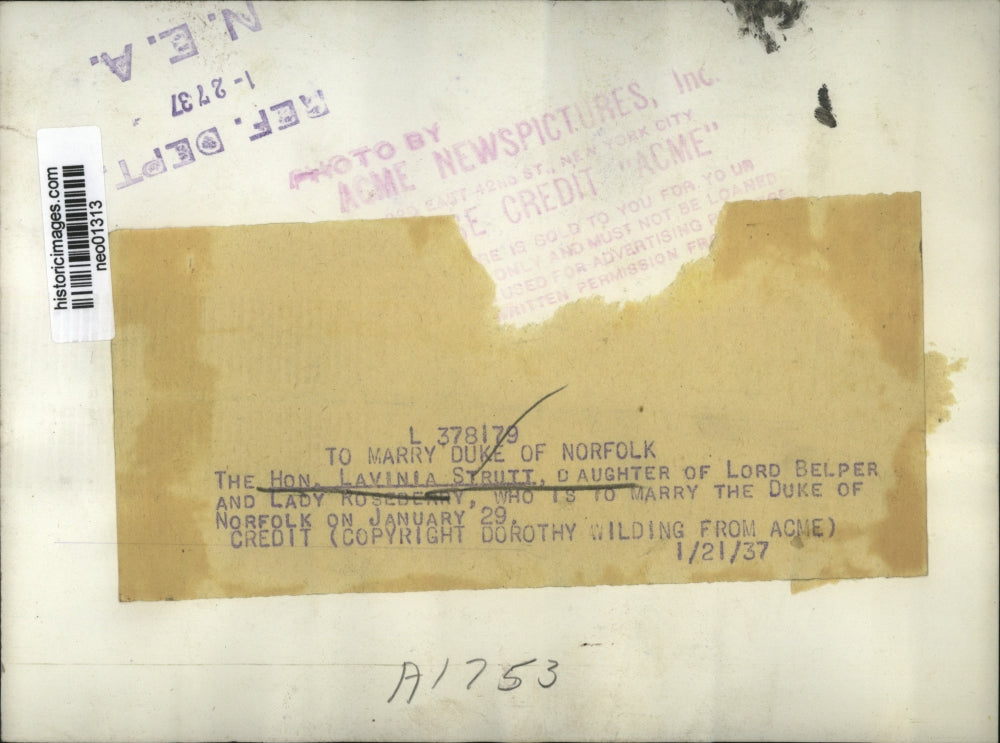 N. E. A.
1-2737
REF. DEPT.
historicimages.com
neo01313
PHOTO BY
ACME NEWSPICTURES, Inc.
EAST 42ND ST., NEW YORK CITY
CREDIT "ACME"
IS SOLD TO YOU FOR YOUR
ONLY AND MUST NOT BE LOANED
USED FOR ADVERTISING
WRITTEN PERMISSION
L 378179
TO MARRY DUKE OF NORFOLK
THE HON. LAVINIA STRUTT, DAUGHTER OF LORD BELPER
AND LADY ROSEBERRY, WHO IS TO MARRY THE DUKE OF
NORFOLK ON JANUARY 29.
CREDIT (COPYRIGHT DOROTHY WILDING FROM ACME)
1/21/37
A1753